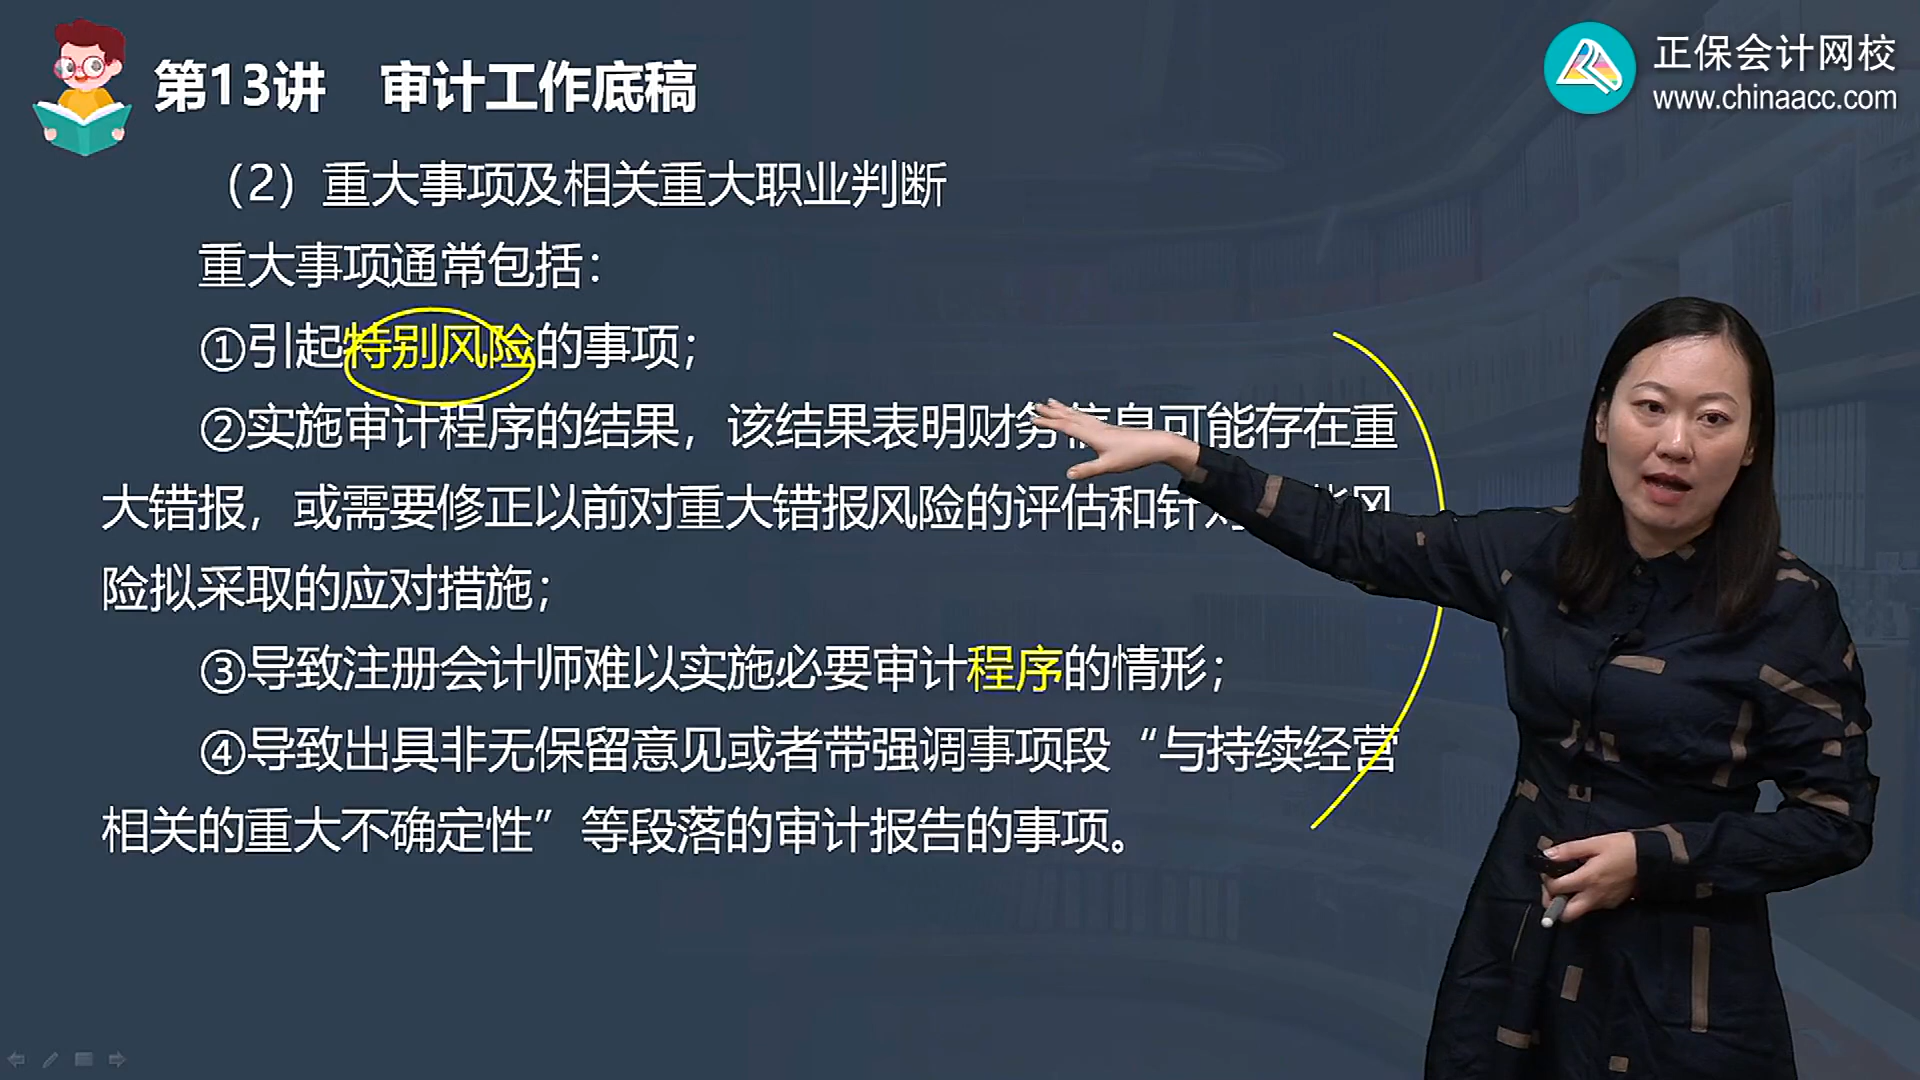 第13讲 审计工作底稿
正保会计网校
www.chinaacc.com
（2）重大事项及相关重大职业判断
重大事项通常包括：
①引起特别风险的事项；
②实施审计程序的结果，该结果表明财务信息可能存在重
大错报，或需要修正以前对重大错报风险的评估和针对 风
险拟采取的应对措施；
③导致注册会计师难以实施必要审计程序的情形；
④导致出具非无保留意见或者带强调事项段“与持续经营
相关的重大不确定性”等段落的审计报告的事项。